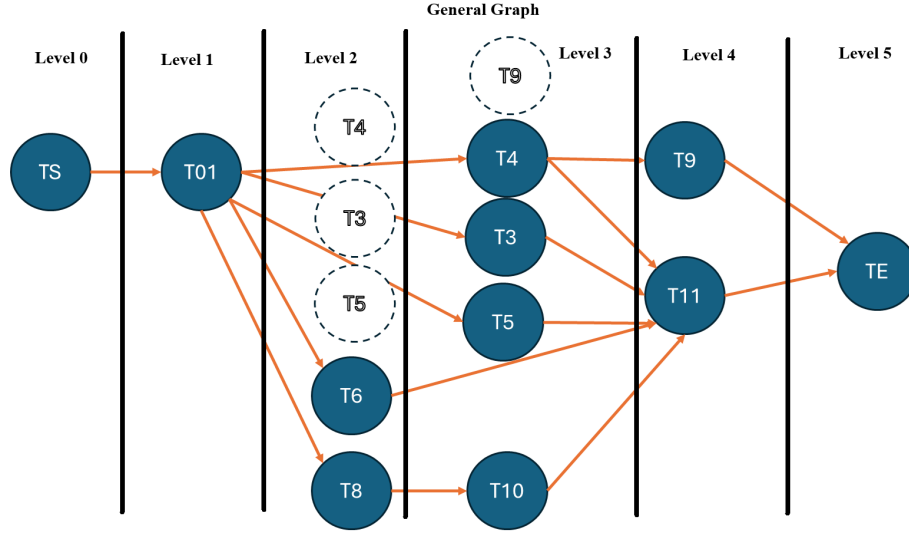 General Graph
Level 0
Level 1
Level 2
Level 3
Level 4
Level 5
T9
T4
TS
T01
T4
T9
T3
T3
TE
T5
T5
T11
T6
T8
T10